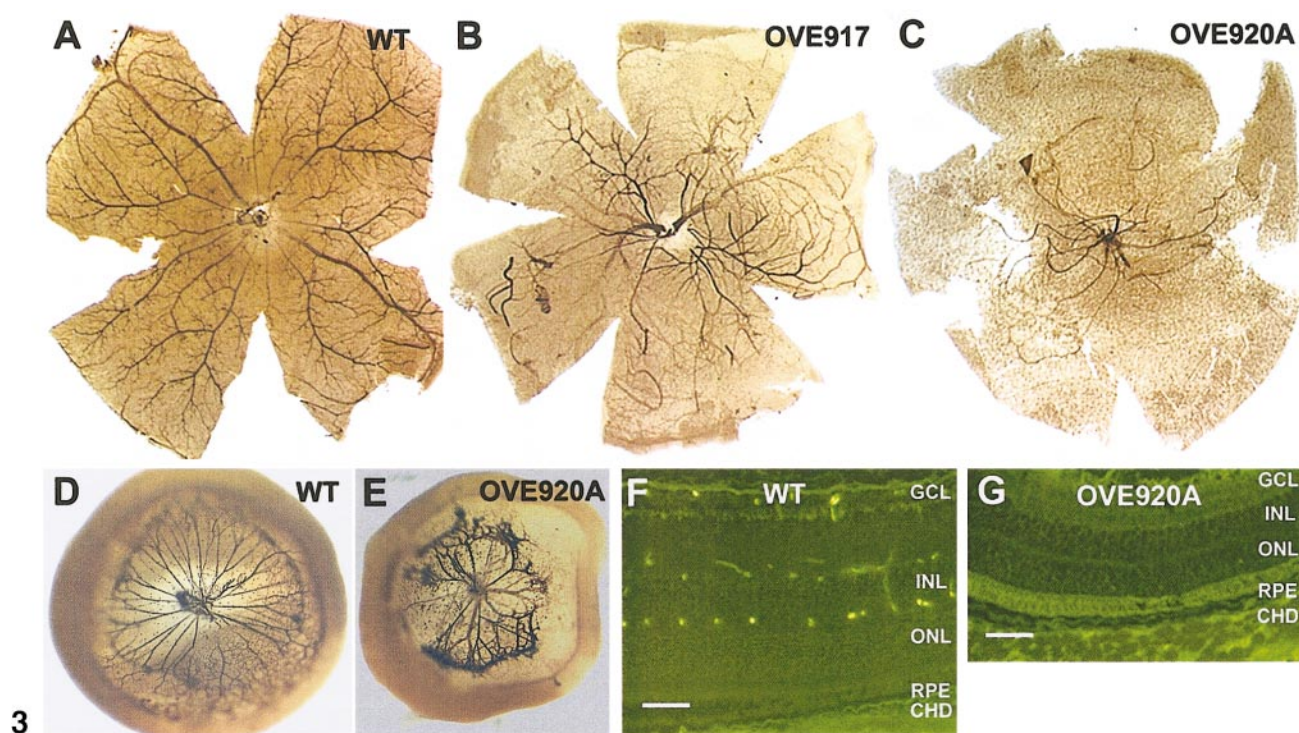 A WT
B OVE917
C OVE920A
D WT
E OVE920A
F WT
GCL
INL
ONL
RPE
CHD
G OVE920A
GCL
INL
ONL
RPE
CHD
3